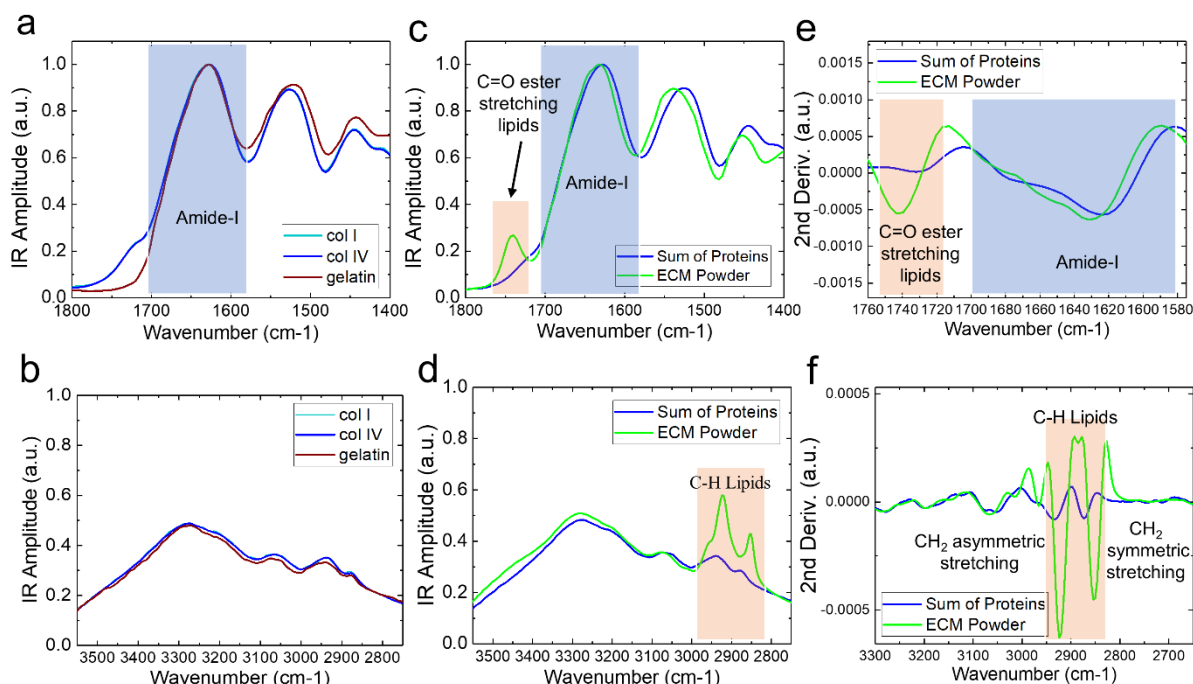 a
IR Amplitude (a.u.)
1.0
0.8
0.6
0.4
0.2
0.0
Amide-I
col I
col IV
gelatin
1800 1700 1600 1500 1400
Wavenumber (cm-1)
c
IR Amplitude (a.u.)
1.0
0.8
0.6
0.4
0.2
0.0
C=O ester
stretching
lipids
Amide-I
Sum of Proteins
ECM Powder
1800 1700 1600 1500 1400
Wavenumber (cm-1)
e
2nd Deriv. (a.u.)
0.0015
0.0010
0.0005
0.0000
-0.0005
-0.0010
-0.0015
Sum of Proteins
ECM Powder
C=O ester
stretching
lipids
Amide-I
1760 1740 1720 1700 1680 1660 1640 1620 1600 1580
Wavenumber (cm-1)
b
IR Amplitude (a.u.)
1.0
0.8
0.6
0.4
0.2
0.0
col I
col IV
gelatin
3500 3400 3300 3200 3100 3000 2900 2800
Wavenumber (cm-1)
d
IR Amplitude (a.u.)
1.0
0.8
0.6
0.4
0.2
0.0
Sum of Proteins
ECM Powder
C-H Lipids
3500 3400 3300 3200 3100 3000 2900 2800
Wavenumber (cm-1)
f
2nd Deriv. (a.u.)
0.0005
0.0000
-0.0005
C-H Lipids
CH2 asymmetric
stretching
CH2
symmetric
stretching
Sum of Proteins
ECM Powder
3300 3200 3100 3000 2900 2800 2700
Wavenumber (cm-1)